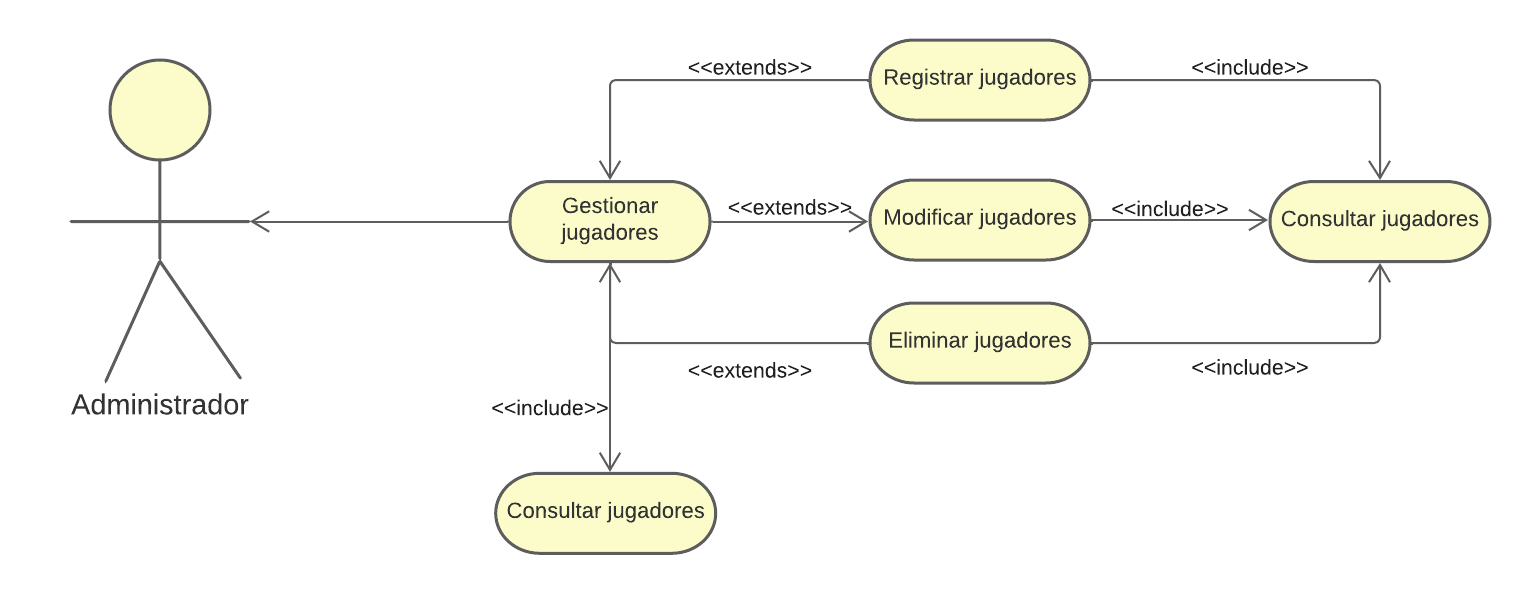 <<extends>>
Registrar jugadores
<<include>>
Gestionar
jugadores
<<extends>>
Modificar jugadores
<<include>>
Consultar jugadores
Eliminar jugadores
<<extends>>
<<include>>
Administrador
<<include>>
Consultar jugadores